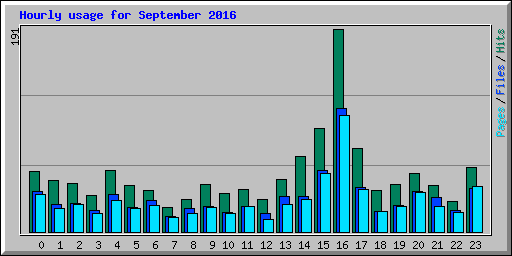 Hourly usage for September 2016
191
Pages / Files / Hits
0 1 2 3 4 5 6 7 8 9 10 11 12 13 14 15 16 17 18 19 20 21 22 23